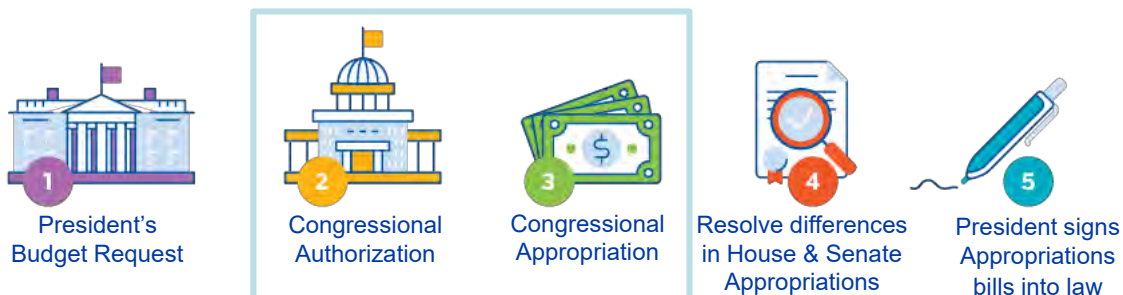 1
President's
Budget Request
2
Congressional
Authorization
$
3
Congressional
Appropriation
4
Resolve differences
in House & Senate
Appropriations
5
President signs
Appropriations
bills into law